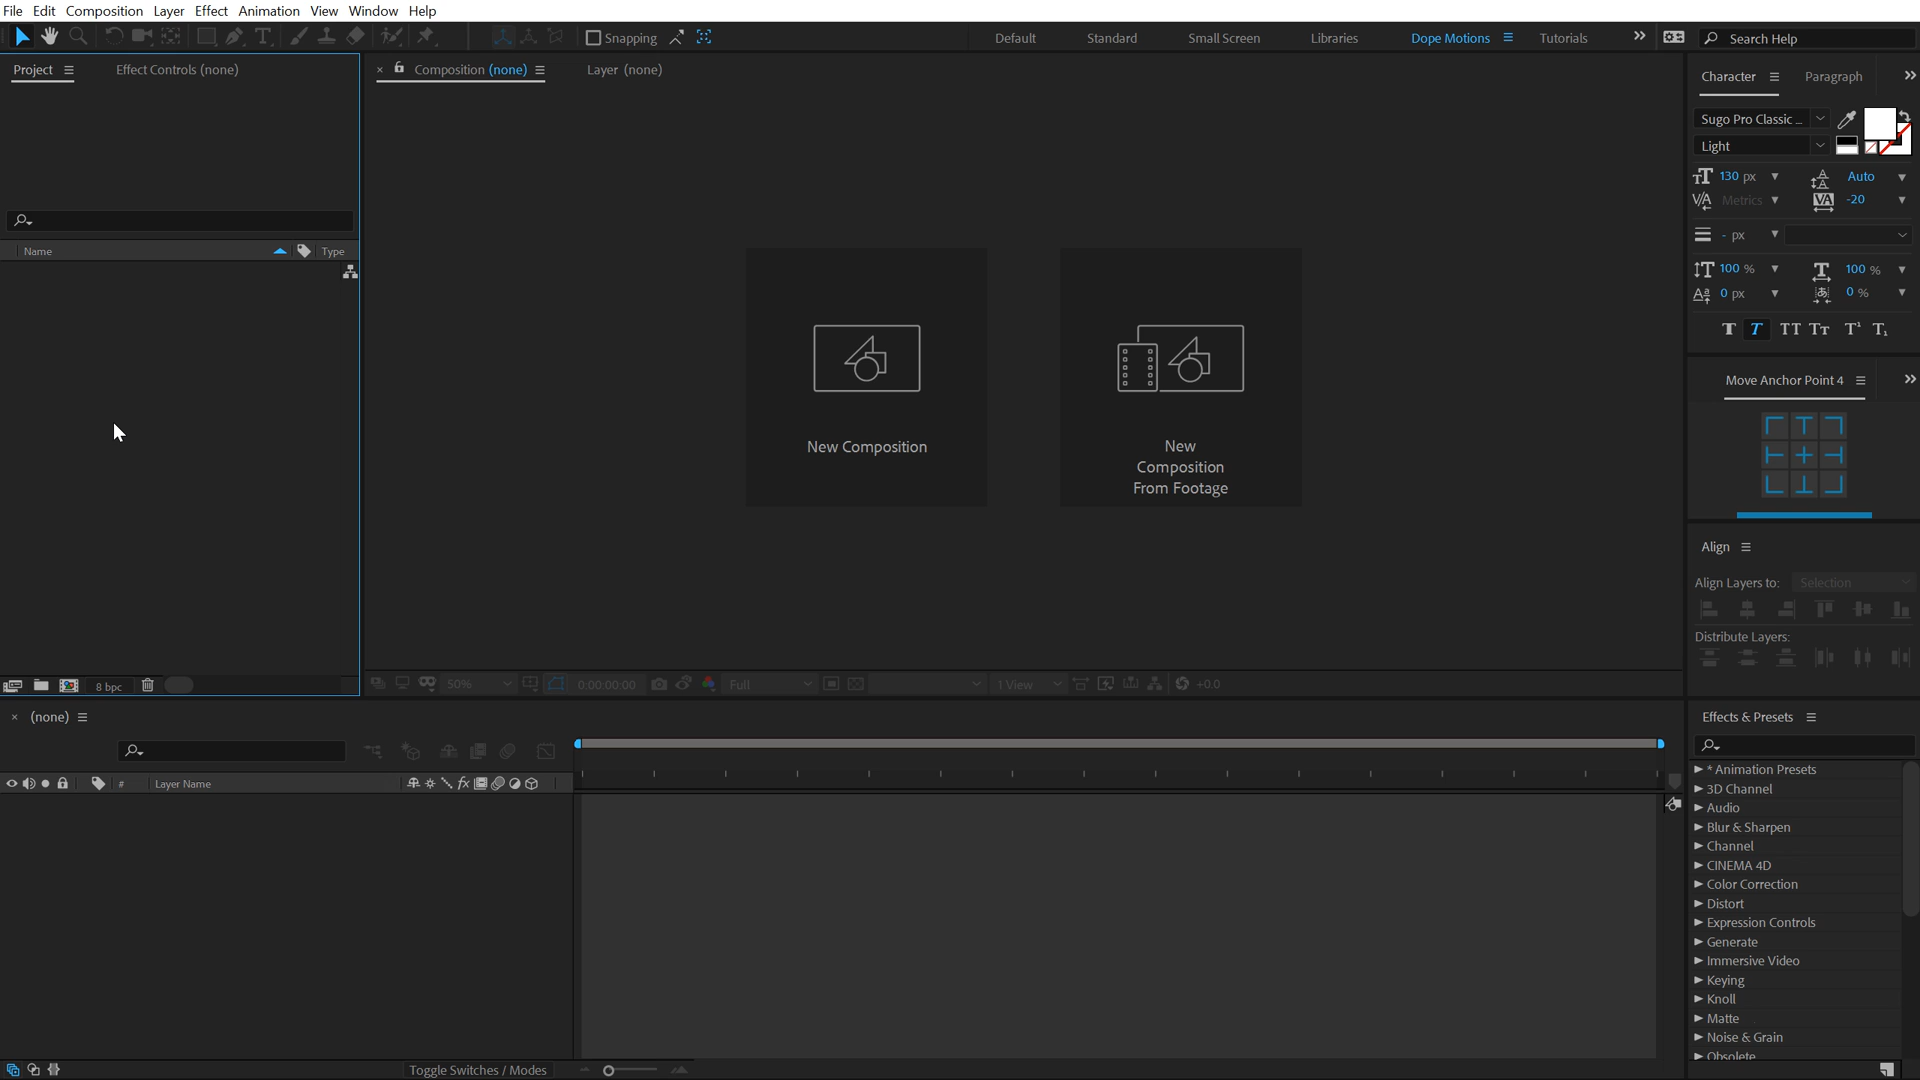 File Edit Composition Layer Effect Animation View Window Help
Snapping
Default Standard Small Screen Libraries Dope Motions Tutorials
Search Help
Project Effect Controls (none)
Composition (none) Layer (none)
Character Paragraph
Sugo Pro Classic ...
Light
130 px Auto
Metrics -20
- px
100 % 100 %
0 px 0 %
T T TT Tt T¹ T₁
Name Type
New Composition
New
Composition
From Footage
Move Anchor Point 4
Align
Align Layers to: Selection
Distribute Layers:
8 bpc
50% 0:00:00:00 Full 1 View +0.0
(none)
# Layer Name
Toggle Switches / Modes
Effects & Presets
* Animation Presets
3D Channel
Audio
Blur & Sharpen
Channel
CINEMA 4D
Color Correction
Distort
Expression Controls
Generate
Immersive Video
Keying
Knoll
Matte
Noise & Grain
Obsolete